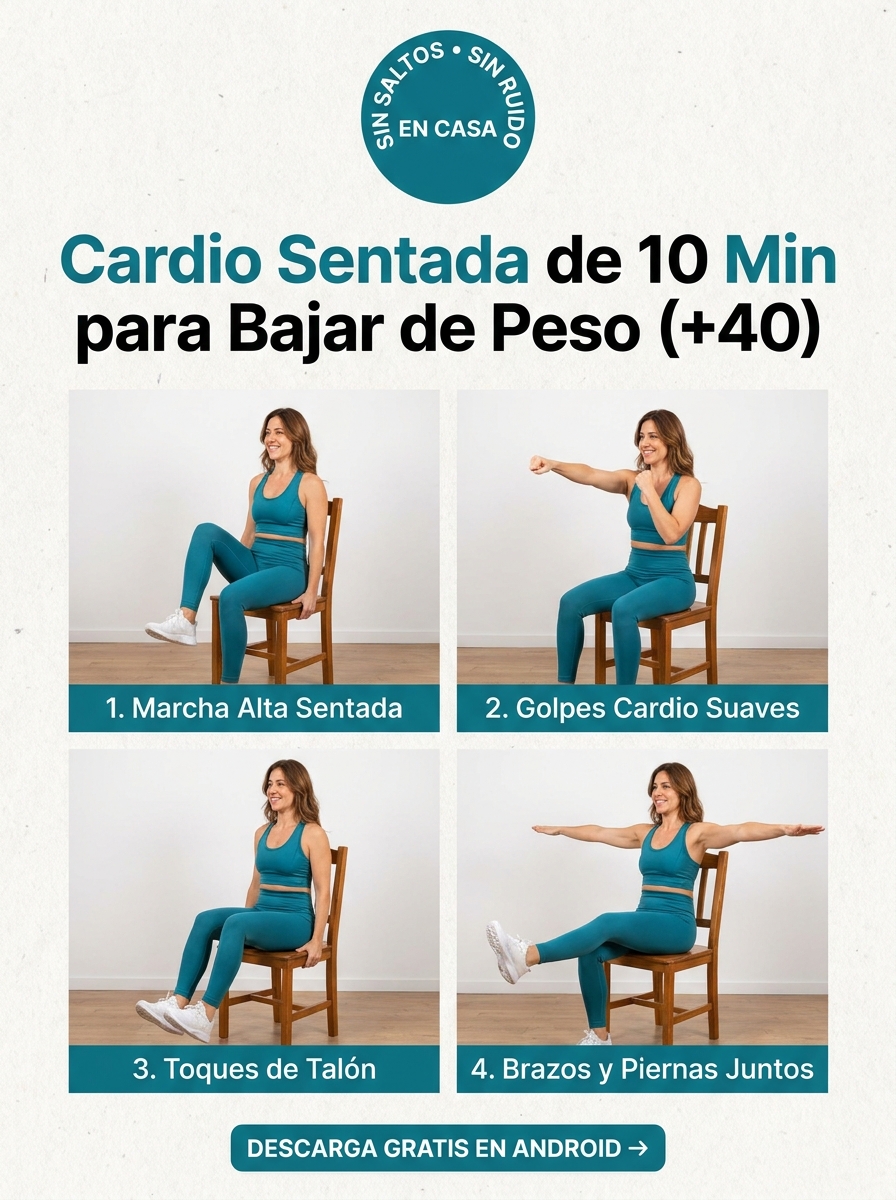 SIN SALTOS • SIN RUIDO
EN CASA
Cardio Sentada de 10 Min
para Bajar de Peso (+40)
1. Marcha Alta Sentada
2. Golpes Cardio Suaves
3. Toques de Talón
4. Brazos y Piernas Juntos
DESCARGA GRATIS EN ANDROID →